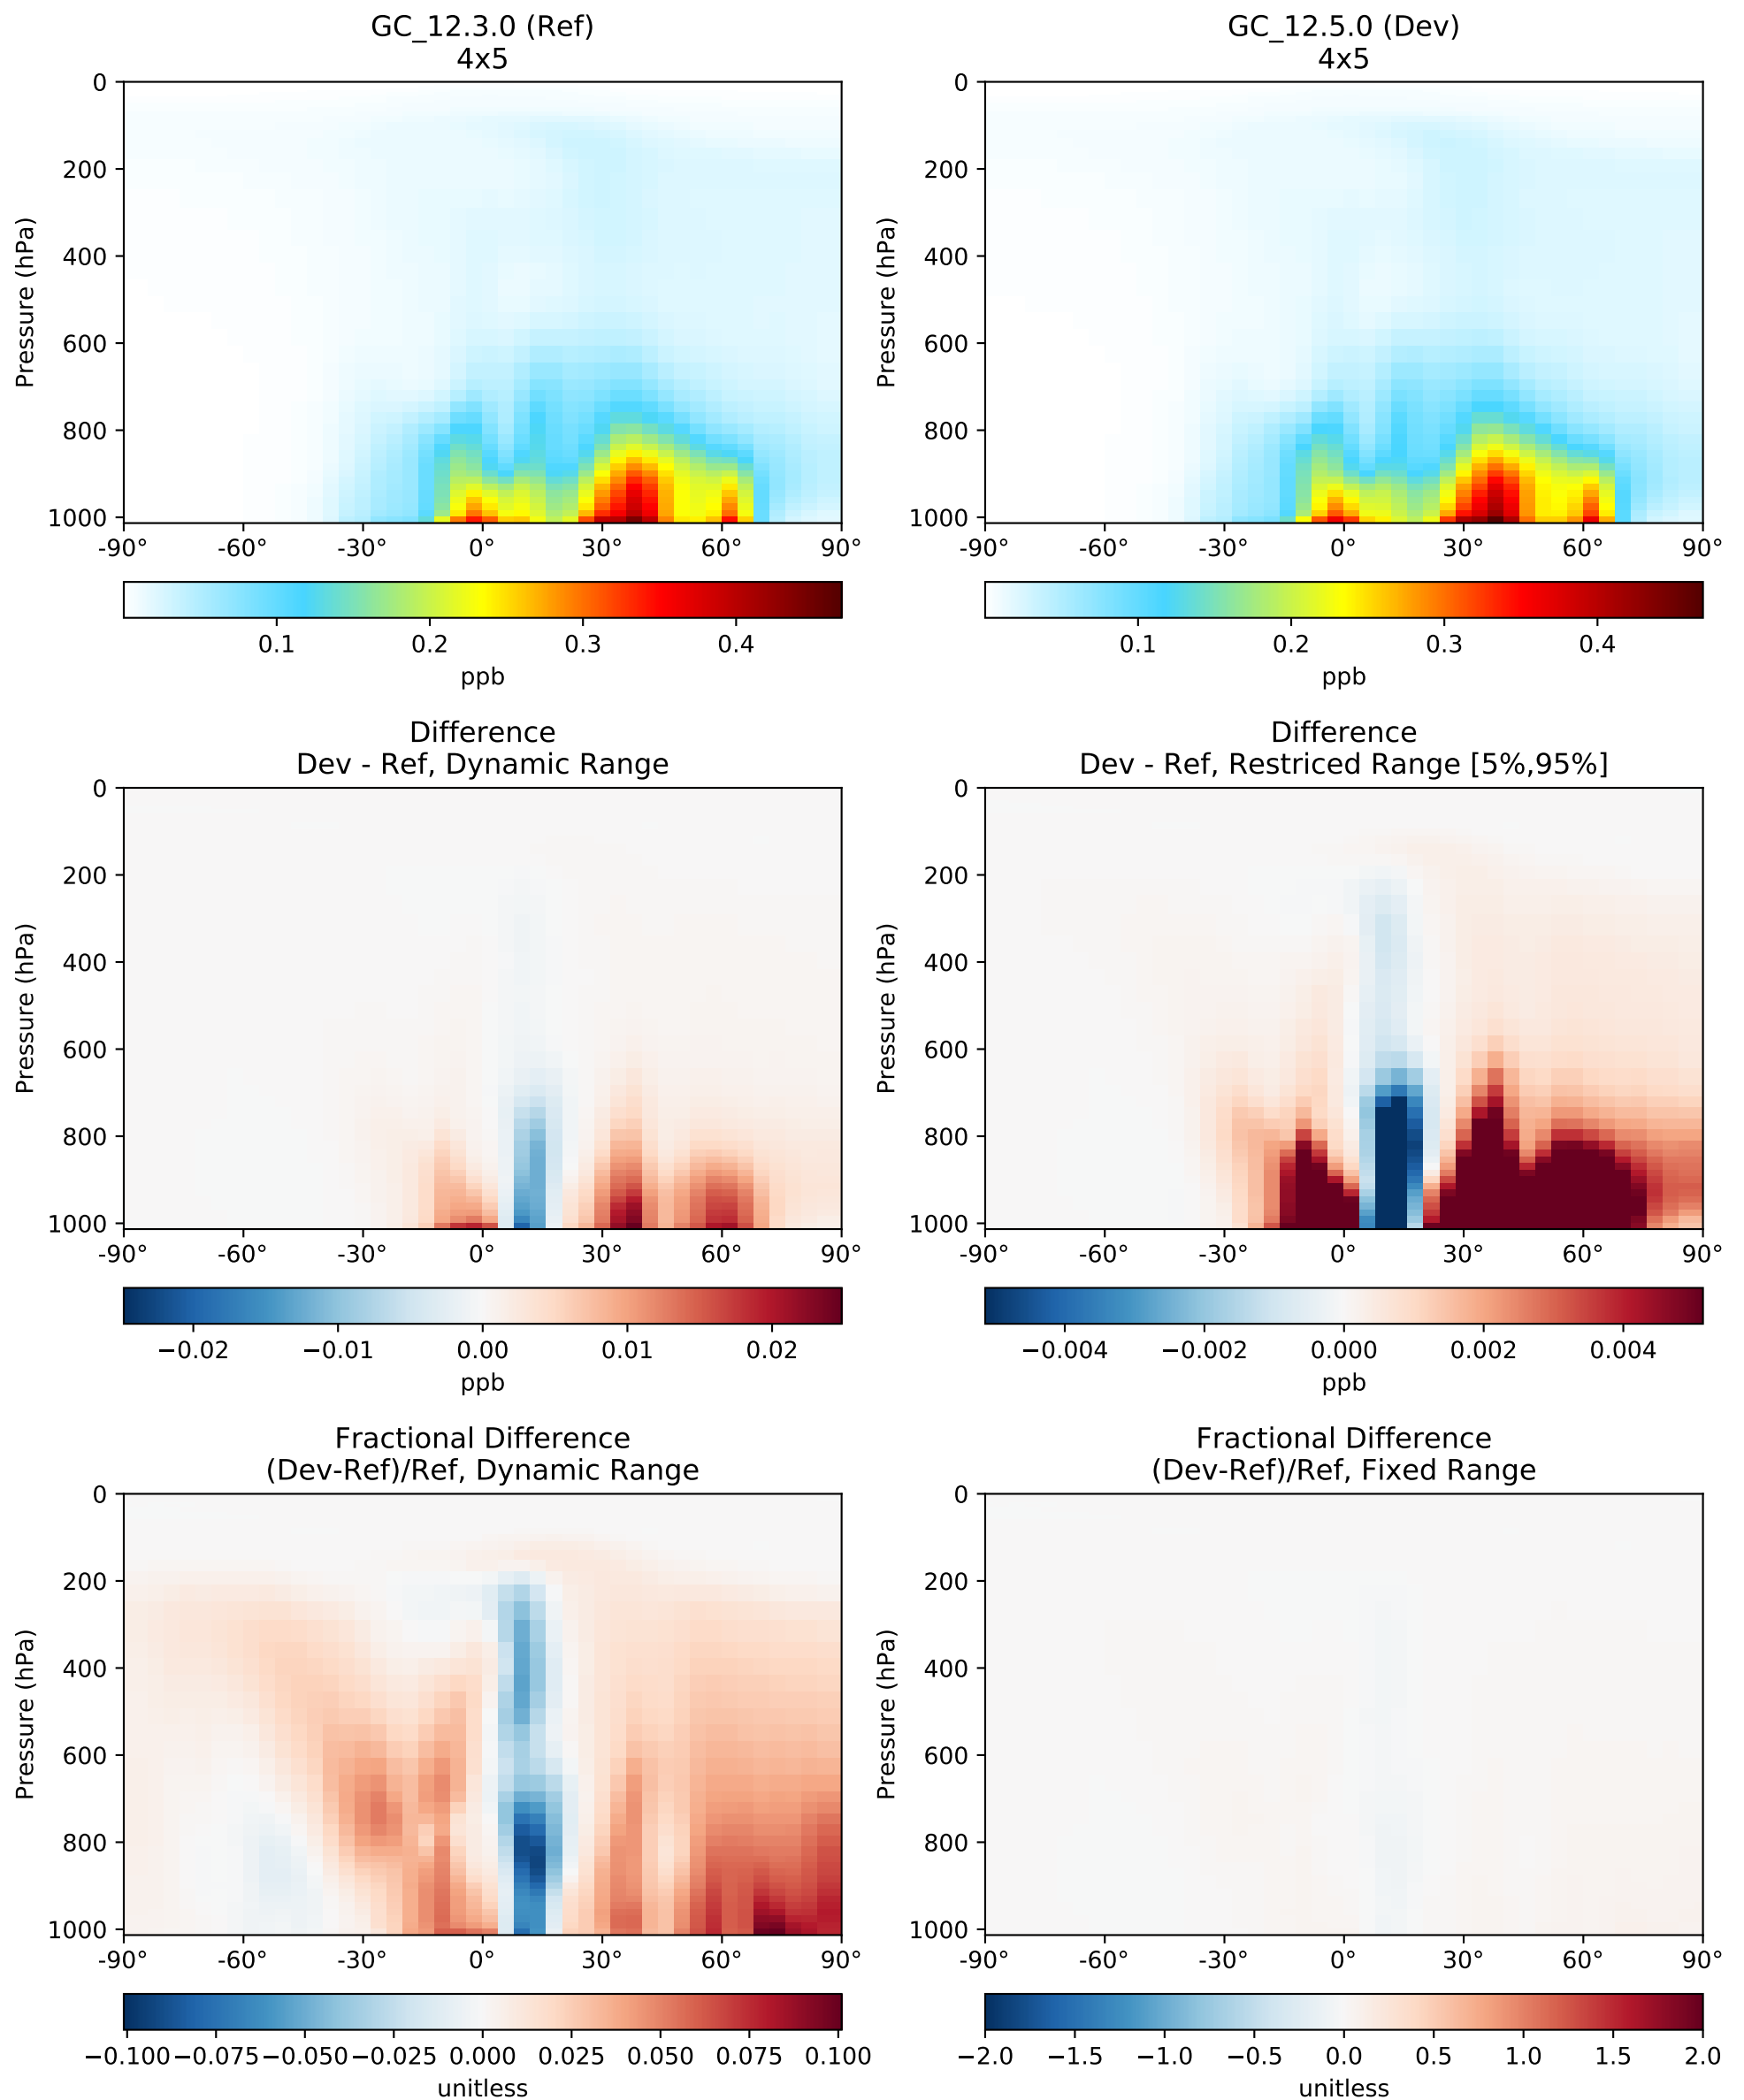 GC_12.3.0 (Ref)
4x5
GC_12.5.0 (Dev)
4x5
Pressure (hPa)
0
200
400
600
800
1000
-90° -60° -30° 0° 30° 60° 90°
0.1 0.2 0.3 0.4
ppb
Pressure (hPa)
0
200
400
600
800
1000
-90° -60° -30° 0° 30° 60° 90°
0.1 0.2 0.3 0.4
ppb
Difference
Dev - Ref, Dynamic Range
Pressure (hPa)
0
200
400
600
800
1000
-90° -60° -30° 0° 30° 60° 90°
−0.02 −0.01 0.00 0.01 0.02
ppb
Difference
Dev - Ref, Restriced Range [5%,95%]
Pressure (hPa)
0
200
400
600
800
1000
-90° -60° -30° 0° 30° 60° 90°
−0.004 −0.002 0.000 0.002 0.004
ppb
Fractional Difference
(Dev-Ref)/Ref, Dynamic Range
Pressure (hPa)
0
200
400
600
800
1000
-90° -60° -30° 0° 30° 60° 90°
−0.100 −0.075 −0.050 −0.025 0.000 0.025 0.050 0.075 0.100
unitless
Fractional Difference
(Dev-Ref)/Ref, Fixed Range
Pressure (hPa)
0
200
400
600
800
1000
-90° -60° -30° 0° 30° 60° 90°
−2.0 −1.5 −1.0 −0.5 0.0 0.5 1.0 1.5 2.0
unitless